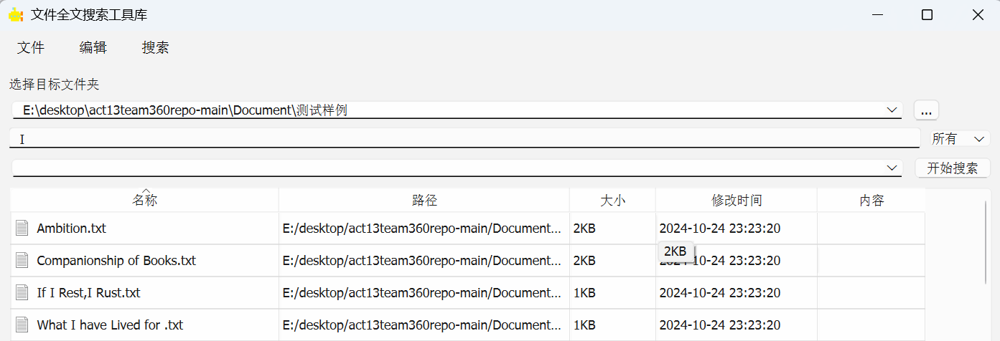 文件全文搜索工具库
文件 编辑 搜索
选择目标文件夹
E:\desktop\act13team360repo-main\Document\测试样例 ...
I 所有
开始搜索
名称 路径 大小 修改时间 内容
Ambition.txt E:/desktop/act13team360repo-main/Document... 2KB 2024-10-24 23:23:20
2KB
Companionship of Books.txt E:/desktop/act13team360repo-main/Document... 2KB 2024-10-24 23:23:20
If I Rest,I Rust.txt E:/desktop/act13team360repo-main/Document... 1KB 2024-10-24 23:23:20
What I have Lived for .txt E:/desktop/act13team360repo-main/Document... 1KB 2024-10-24 23:23:20